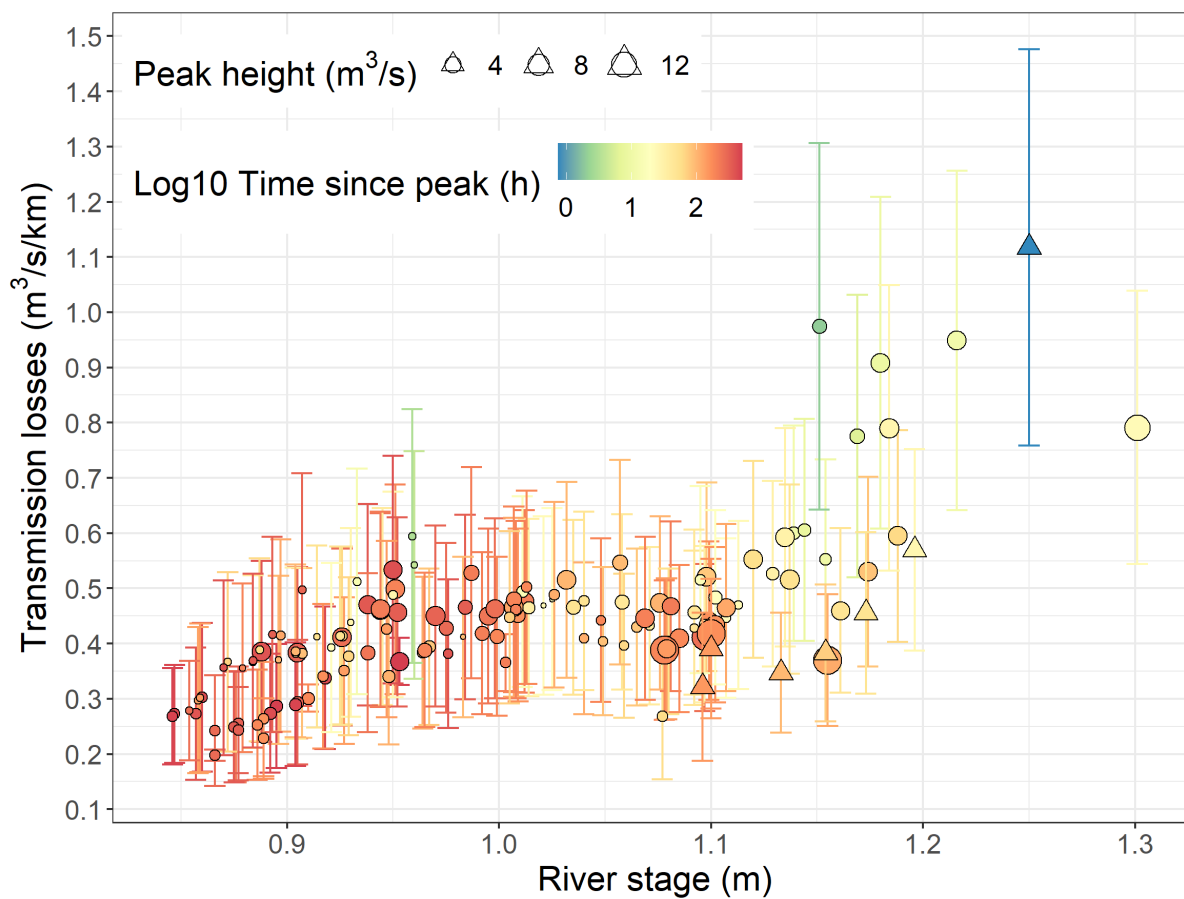 1.5
1.4
1.3
1.2
1.1
1.0
0.9
0.8
0.7
0.6
0.5
0.4
0.3
0.2
0.1
Transmission losses (m³/s/km)
Peak height (m³/s) 4 8 12
Log10 Time since peak (h)
0 1 2
0.9 1.0 1.1 1.2 1.3
River stage (m)